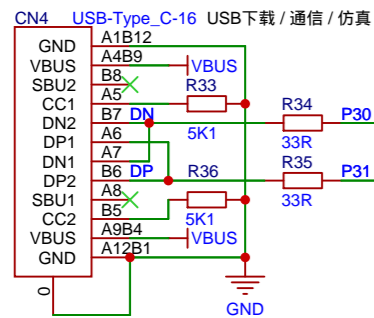 CN4 USB-Type_C-16 USB下载 / 通信 / 仿真
GND A1B12
VBUS A4B9 VBUS
SBU2 B8
CC1 A5 R33
5K1
DN2 B7 DN R34 P30
33R
DP1 A6
DN1 A7
DP2 B6 DP R36 R35 P31
33R
SBU1 A8
CC2 B5 5K1
VBUS A9B4 VBUS
GND A12B1
0
GND